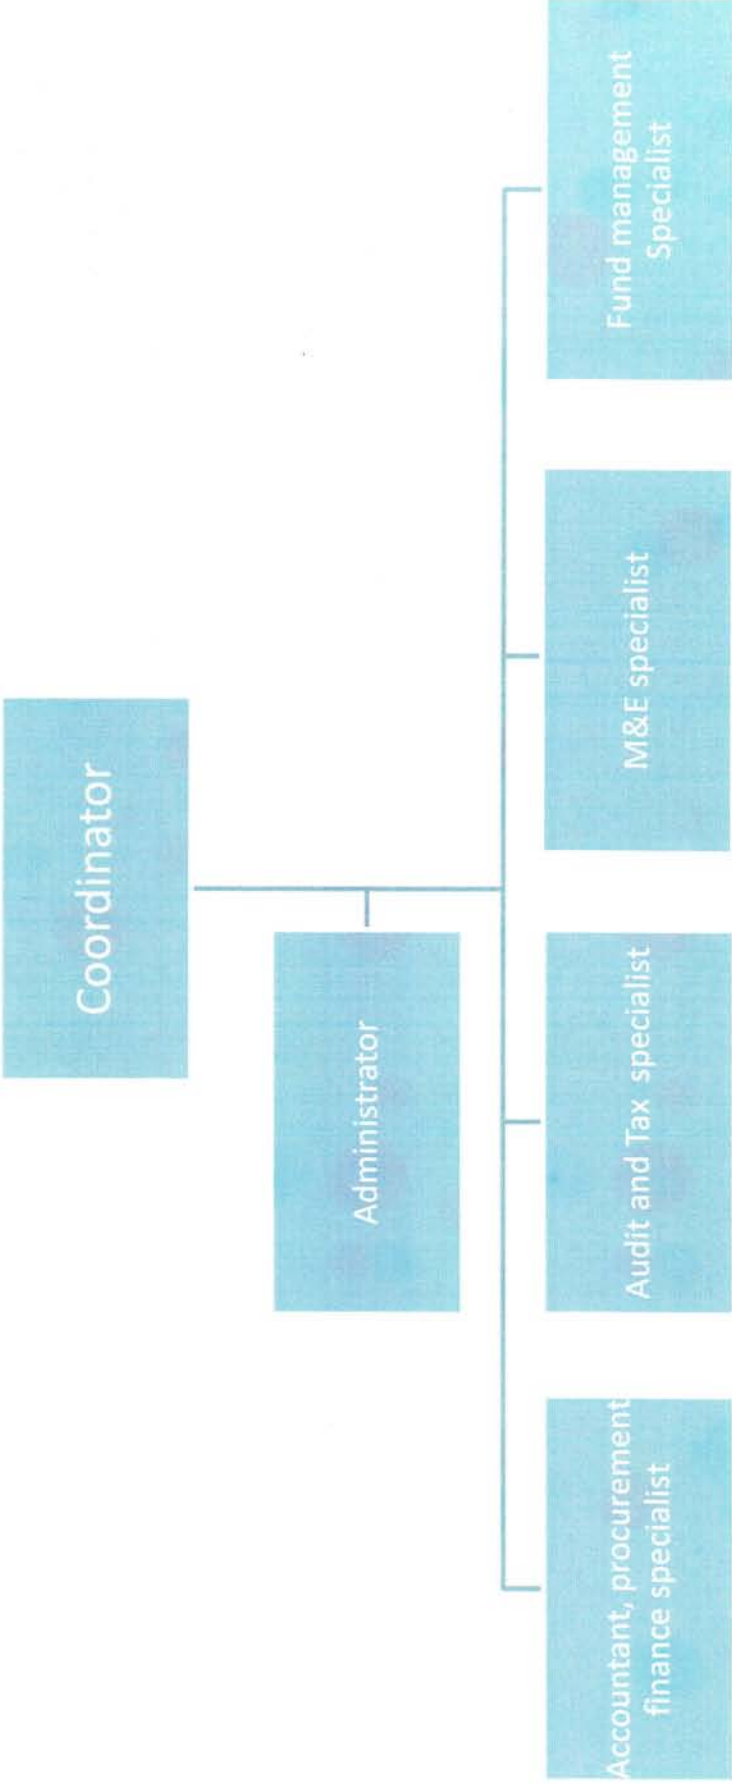 Coordinator
Administrator
Accountant, procurement
finance specialist
Audit and Tax specialist
M&E specialist
Fund management
Specialist